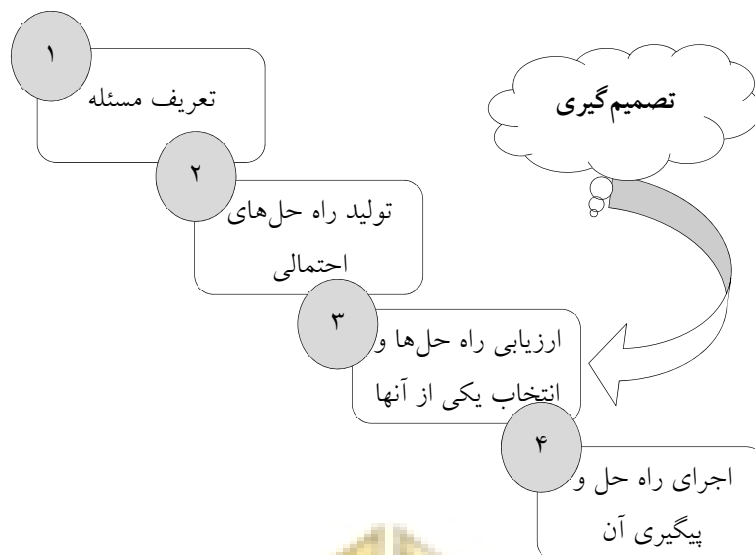 ۱
تعریف مسئله
تصمیم‌گیری
۲
تولید راه حل‌های
احتمالی
۳
ارزیابی راه حل‌ها و
انتخاب یکی از آنها
۴
اجرای راه حل و
پیگیری آن